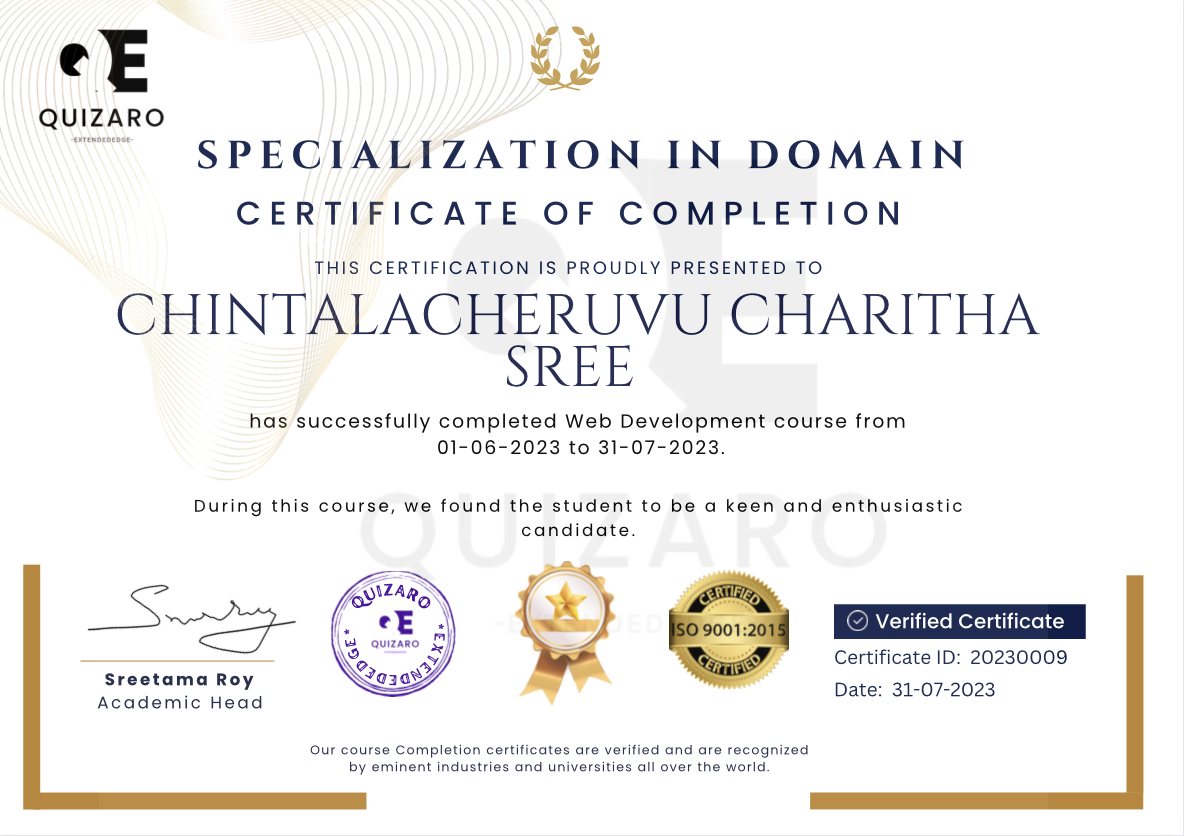 QE
QUIZARO
-EXTENDEDEDGE-
SPECIALIZATION IN DOMAIN
CERTIFICATE OF COMPLETION
THIS CERTIFICATION IS PROUDLY PRESENTED TO
CHINTALACHERUVU CHARITHA
SREE
has successfully completed Web Development course from
01-06-2023 to 31-07-2023.
During this course, we found the student to be a keen and enthusiastic
candidate.
QUIZARO
Sreetama Roy
Academic Head
QUIZARO
QE
QUIZARO
* EXTENDEDEDGE *
CERTIFIED
ISO 9001:2015
CERTIFIED
Verified Certificate
Certificate ID: 20230009
Date: 31-07-2023
Our course Completion certificates are verified and are recognized
by eminent industries and universities all over the world.